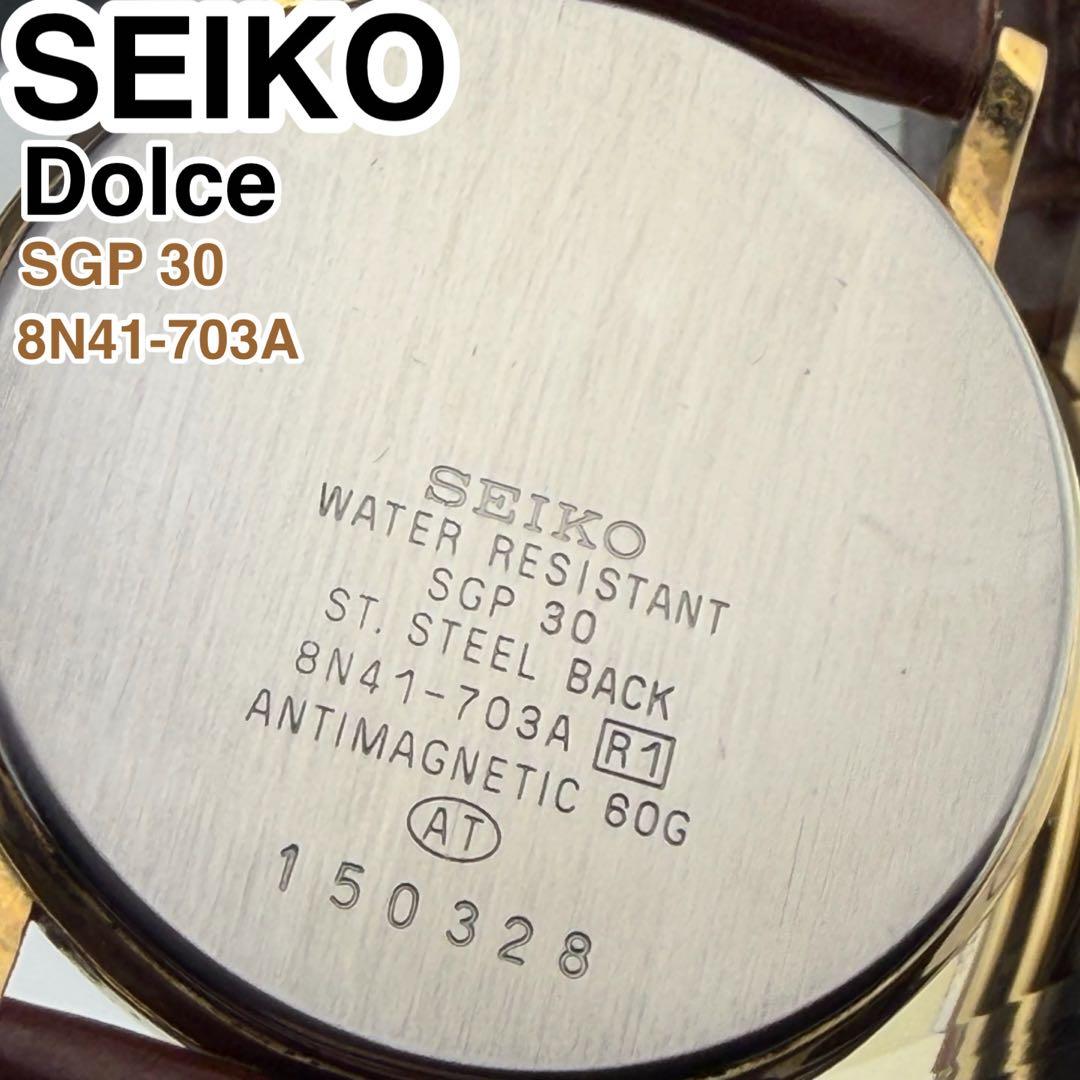 SEIKO
Dolce
SGP 30
8N41-703A
SEIKO
WATER RESISTANT
SGP 30
ST. STEEL BACK
8N41-703A R1
ANTIMAGNETIC 60G
AT
150328